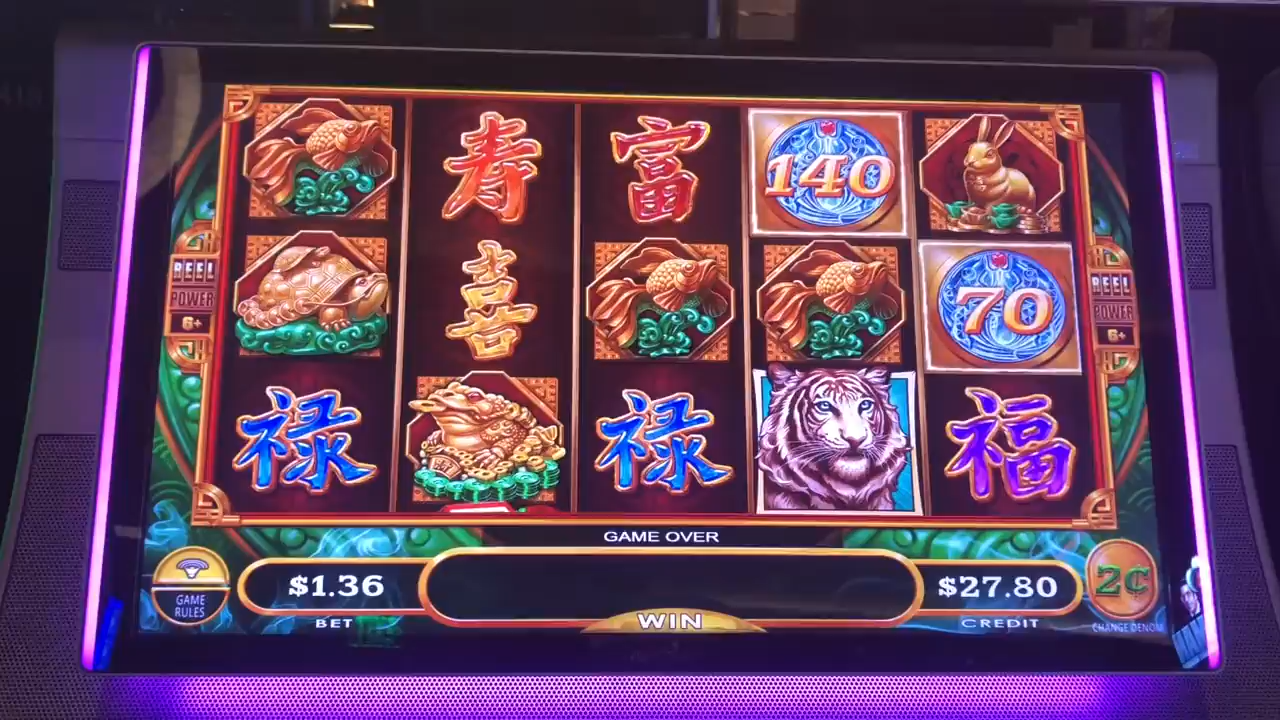 寿 富 140
喜 70
禄 禄 福
REEL
POWER
6+
REEL
POWER
6+
GAME OVER
$1.36
BET
WIN
$27.80
CREDIT
GAME
RULES
2¢
CHANGE DENOM